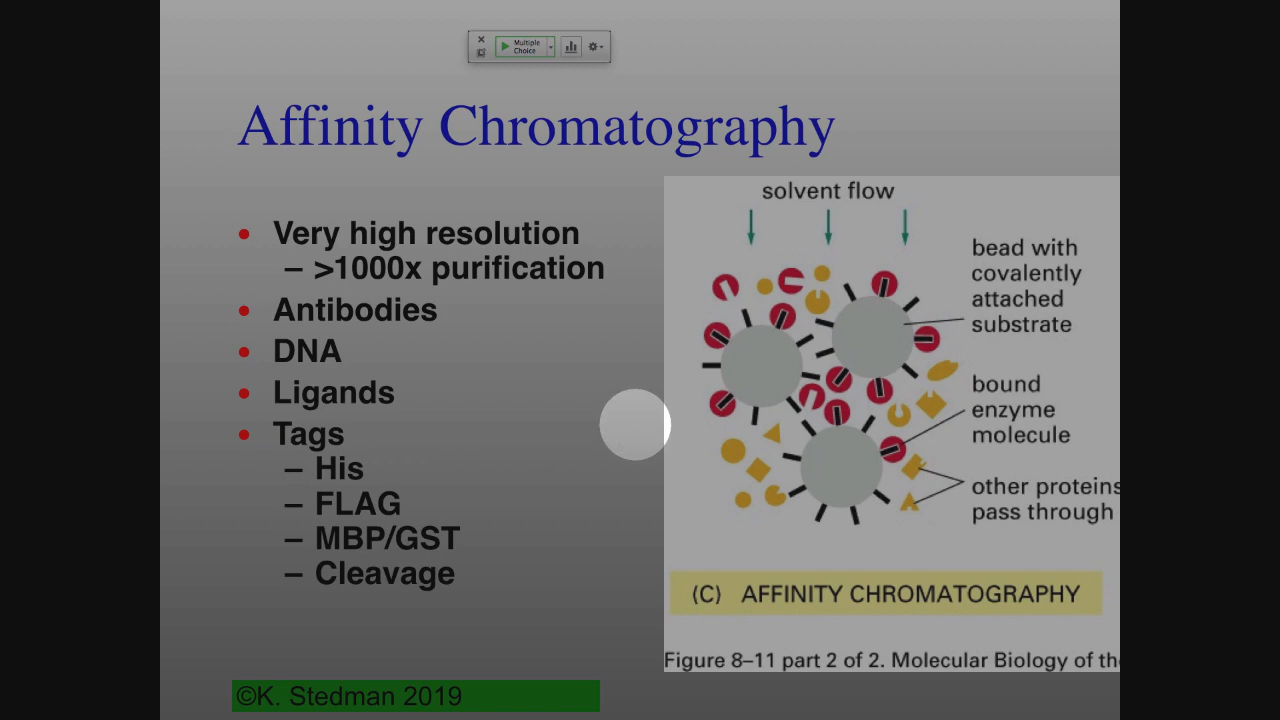 Multiple
Choice
Affinity Chromatography
• Very high resolution
– >1000x purification
• Antibodies
• DNA
• Ligands
• Tags
– His
– FLAG
– MBP/GST
– Cleavage
solvent flow
bead with
covalently
attached
substrate
bound
enzyme
molecule
other proteins
pass through
(C) AFFINITY CHROMATOGRAPHY
Figure 8–11 part 2 of 2. Molecular Biology of the
©K. Stedman 2019